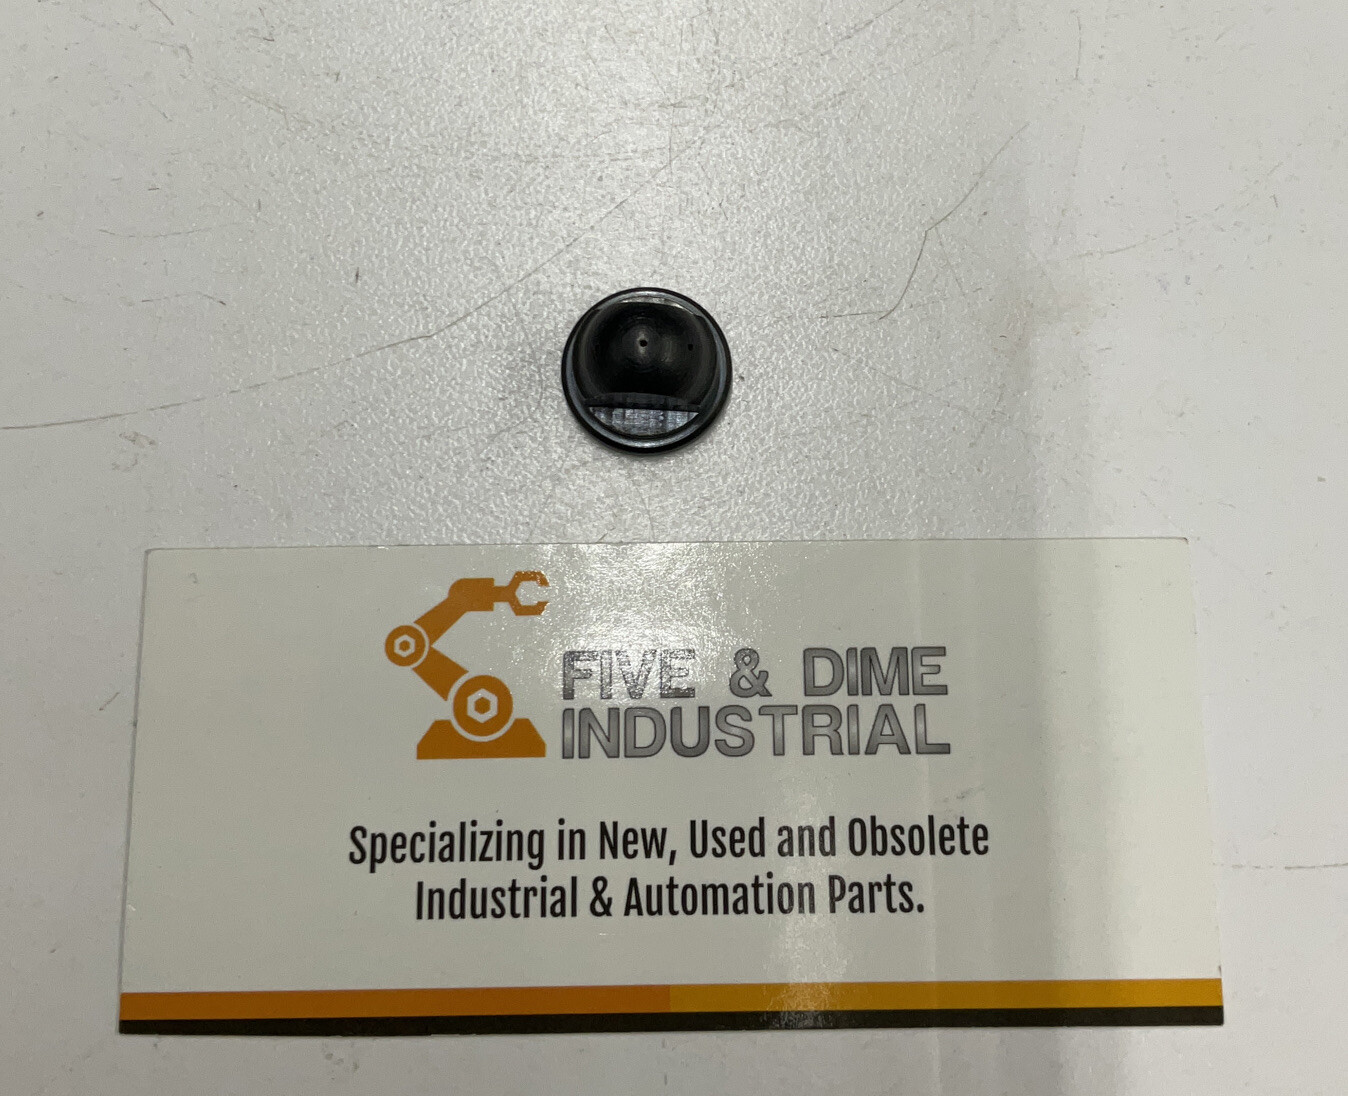 FIVE & DIME
INDUSTRIAL
Specializing in New, Used and Obsolete
Industrial & Automation Parts.